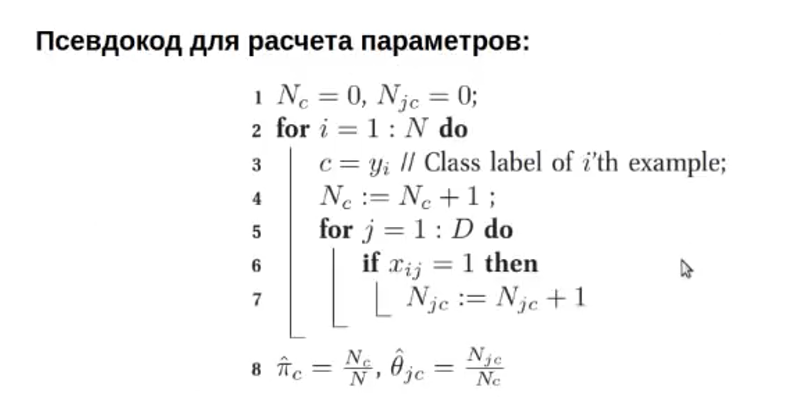 Псевдокод для расчета параметров:
1 N_c = 0, N_{jc} = 0;
2 for i = 1 : N do
3 c = y_i // Class label of i'th example;
4 N_c := N_c + 1 ;
5 for j = 1 : D do
6 if x_{ij} = 1 then
7 N_{jc} := N_{jc} + 1
8 \hat{π}_c = \frac{N_c}{N}, \hat{θ}_{jc} = \frac{N_{jc}}{N_c}